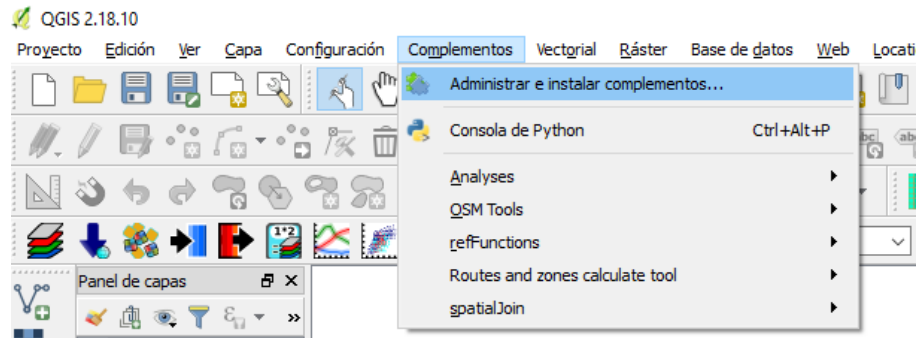 QGIS 2.18.10
Proyecto Edición Ver Capa Configuración Complementos Vectorial Ráster Base de datos Web Locati
Administrar e instalar complementos...
Consola de Python Ctrl+Alt+P
Analyses
OSM Tools
refFunctions
Routes and zones calculate tool
spatialJoin
1*2
Panel de capas